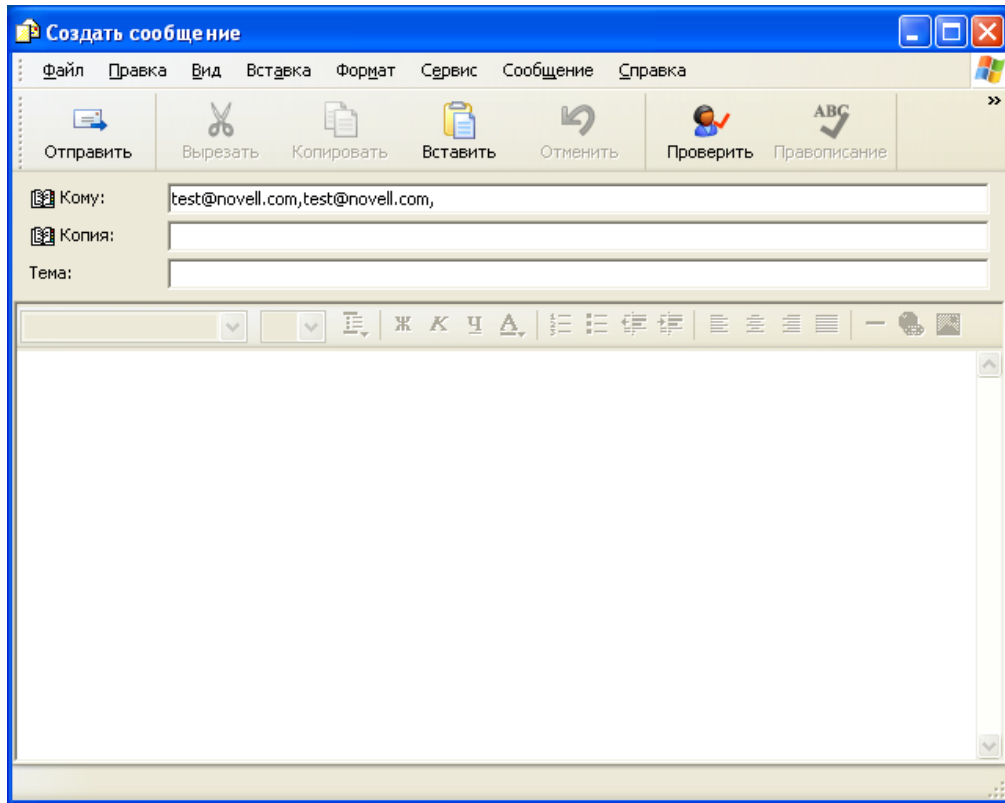 Создать сообщение
Файл Правка Вид Вставка Формат Сервис Сообщение Справка
Отправить Вырезать Копировать Вставить Отменить ABC Проверить Правописание
Кому: test@novell.com,test@novell.com,
Копия:
Тема:
Ж К Ч А